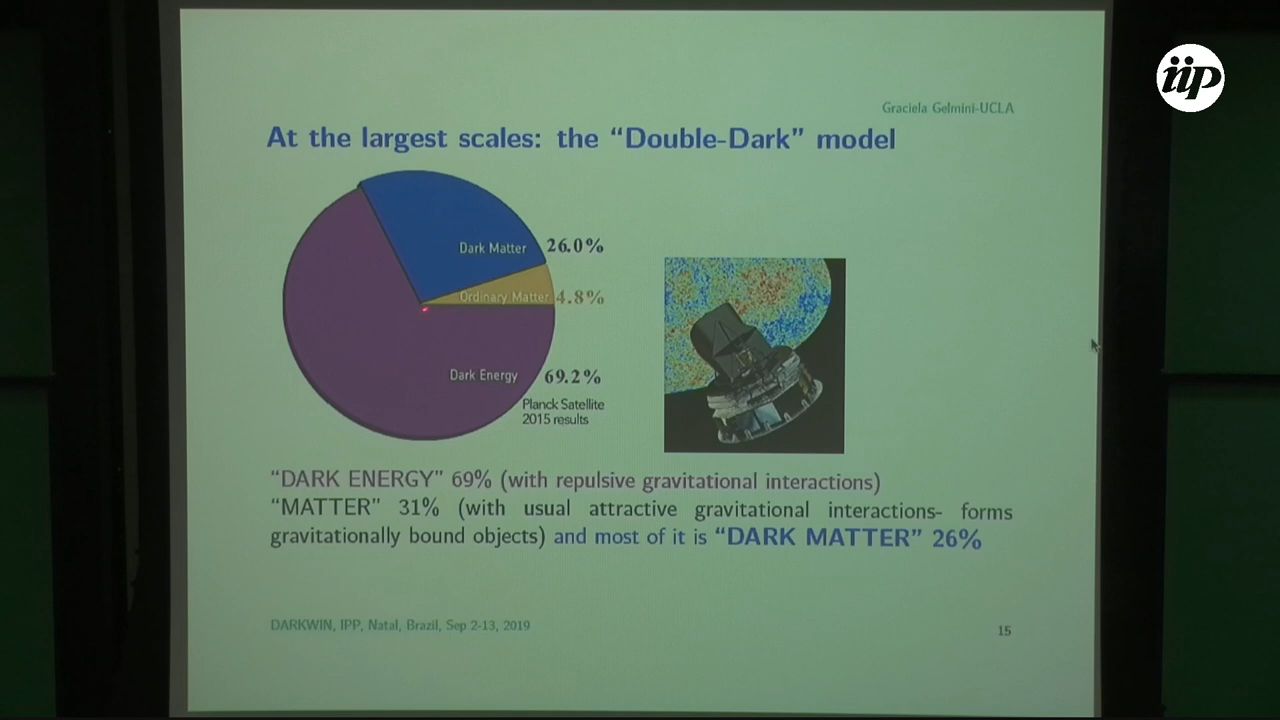 iip
Graciela Gelmini-UCLA
At the largest scales: the “Double-Dark” model
Dark Matter 26.0%
Ordinary Matter 4.8%
Dark Energy 69.2%
Planck Satellite
2015 results
“DARK ENERGY” 69% (with repulsive gravitational interactions)
“MATTER” 31% (with usual attractive gravitational interactions- forms
gravitationally bound objects) and most of it is “DARK MATTER” 26%
DARKWIN, IPP, Natal, Brazil, Sep 2-13, 2019
15